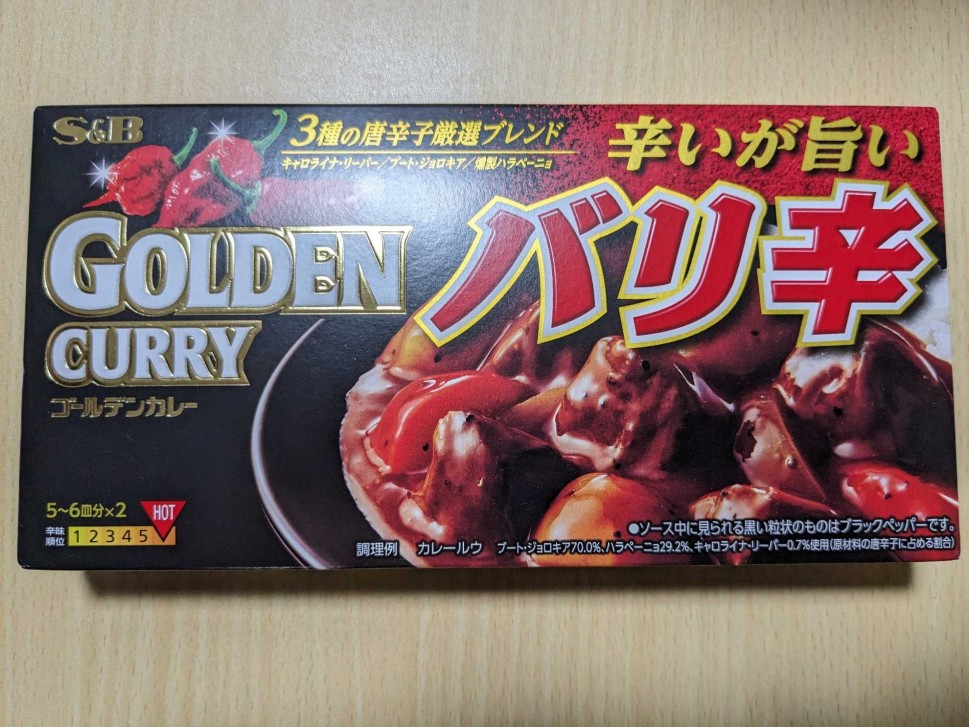 S&B
3種の唐辛子厳選ブレンド
キャロライナ・リーパー/ブート・ジョロキア/燻製ハラペーニョ
辛いが旨い
バリ辛
GOLDEN
CURRY
ゴールデンカレー
5~6皿分×2
HOT
辛味
順位
1 2 3 4 5
●ソース中に見られる黒い粒状のものはブラックペッパーです。
調理例 カレールウ ブート・ジョロキア70.0%、ハラペーニョ29.2%、キャロライナ・リーパー0.7%使用(原材料の唐辛子に占める割合)